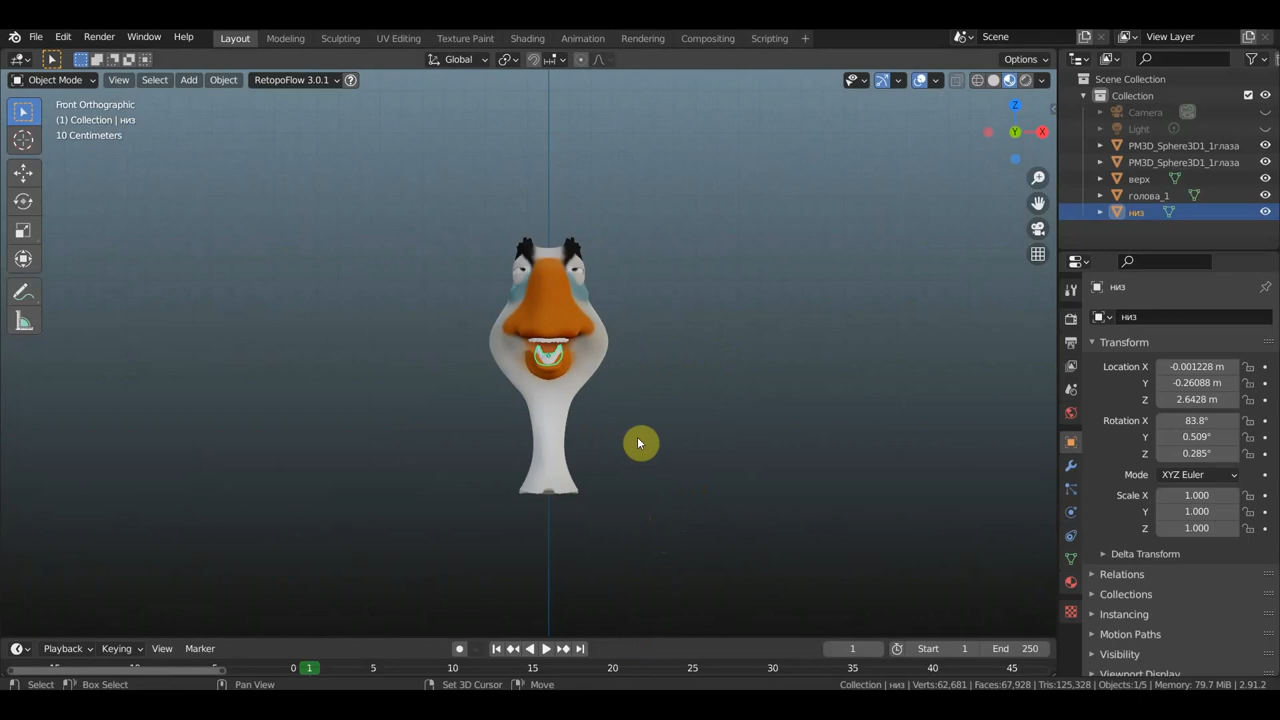 File Edit Render Window Help Layout Modeling Sculpting UV Editing Texture Paint Shading Animation Rendering Compositing Scripting + Scene View Layer
Global Options
Object Mode View Select Add Object RetopoFlow 3.0.1
Front Orthographic
(1) Collection | низ
10 Centimeters
Z
Y
X
Scene Collection
Collection
Camera
Light
PM3D_Sphere3D1_1глаза
PM3D_Sphere3D1_1глаза
верх
голова_1
низ
низ
низ
Transform
Location X -0.001228 m
Y -0.26088 m
Z 2.6428 m
Rotation X 83.8°
Y 0.509°
Z 0.285°
Mode XYZ Euler
Scale X 1.000
Y 1.000
Z 1.000
Delta Transform
Relations
Collections
Instancing
Motion Paths
Visibility
Viewport Display
Playback Keying View Marker 1 Start 1 End 250
0 1 5 10 15 20 25 30 35 40 45
Select Box Select Pan View Set 3D Cursor Move Collection | низ | Verts:62,681 | Faces:67,928 | Tris:125,328 | Objects:1/5 | Memory: 79.7 MiB | 2.91.2